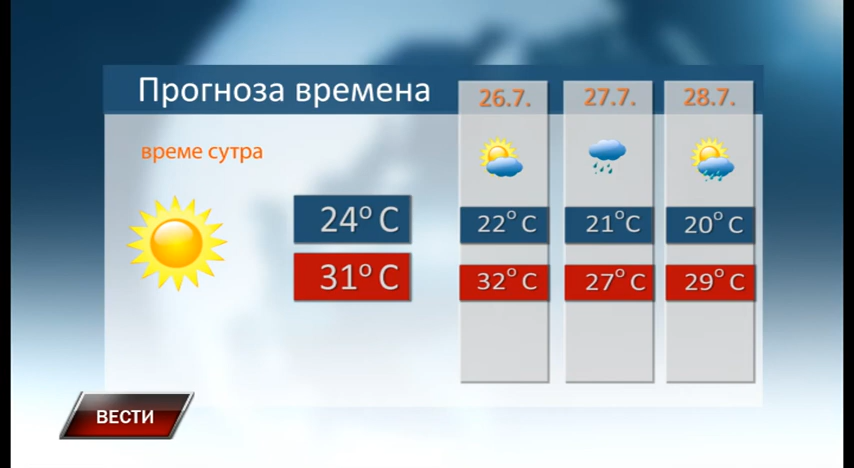 Прогноза времена
26.7. 27.7. 28.7.
време сутра
24° C 22° C 21°C 20° C
31° C 32° C 27° C 29° C
ВЕСТИ